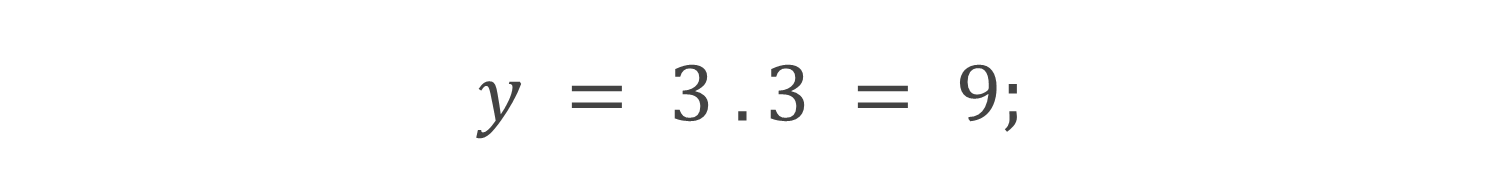 y = 3 . 3 = 9;